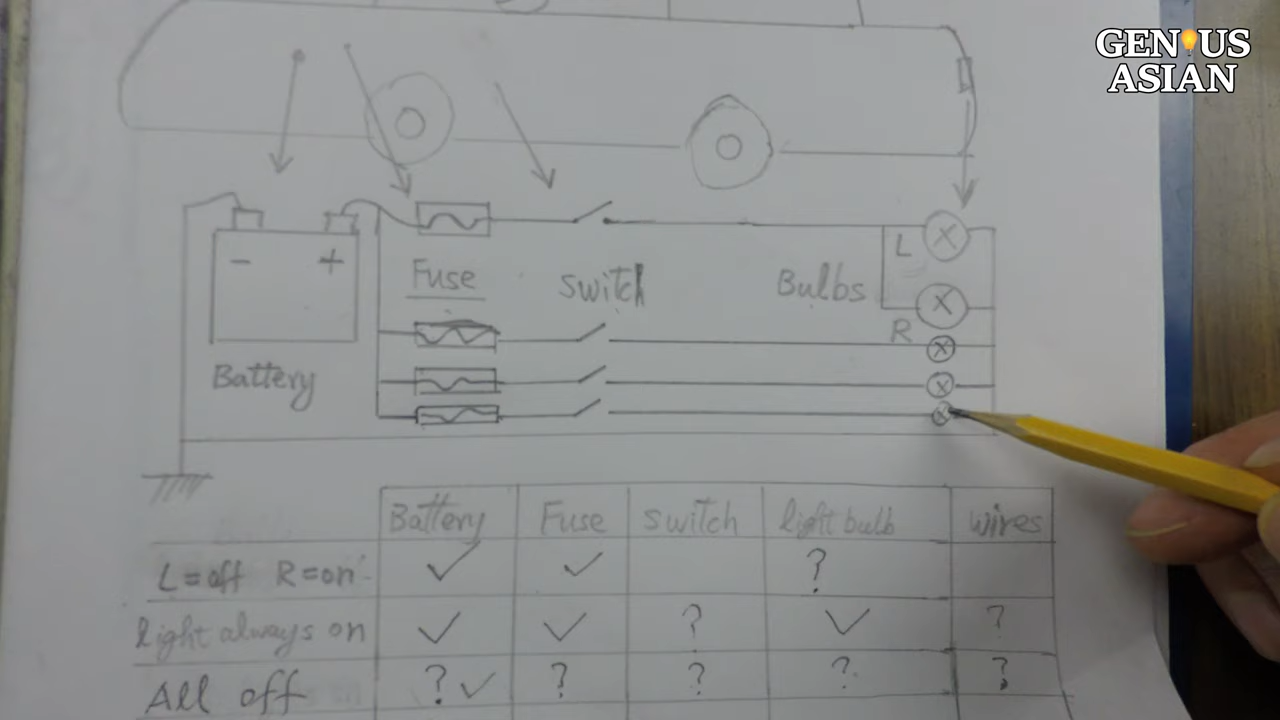 GENIUS
ASIAN
- +
L
Fuse
Switch
Bulbs
R
Battery
Battery Fuse switch light bulb wires
L=off R=on ✓ ✓ ?
light always on ✓ ✓ ? ✓ ?
All off ? ✓ ? ? ? ?